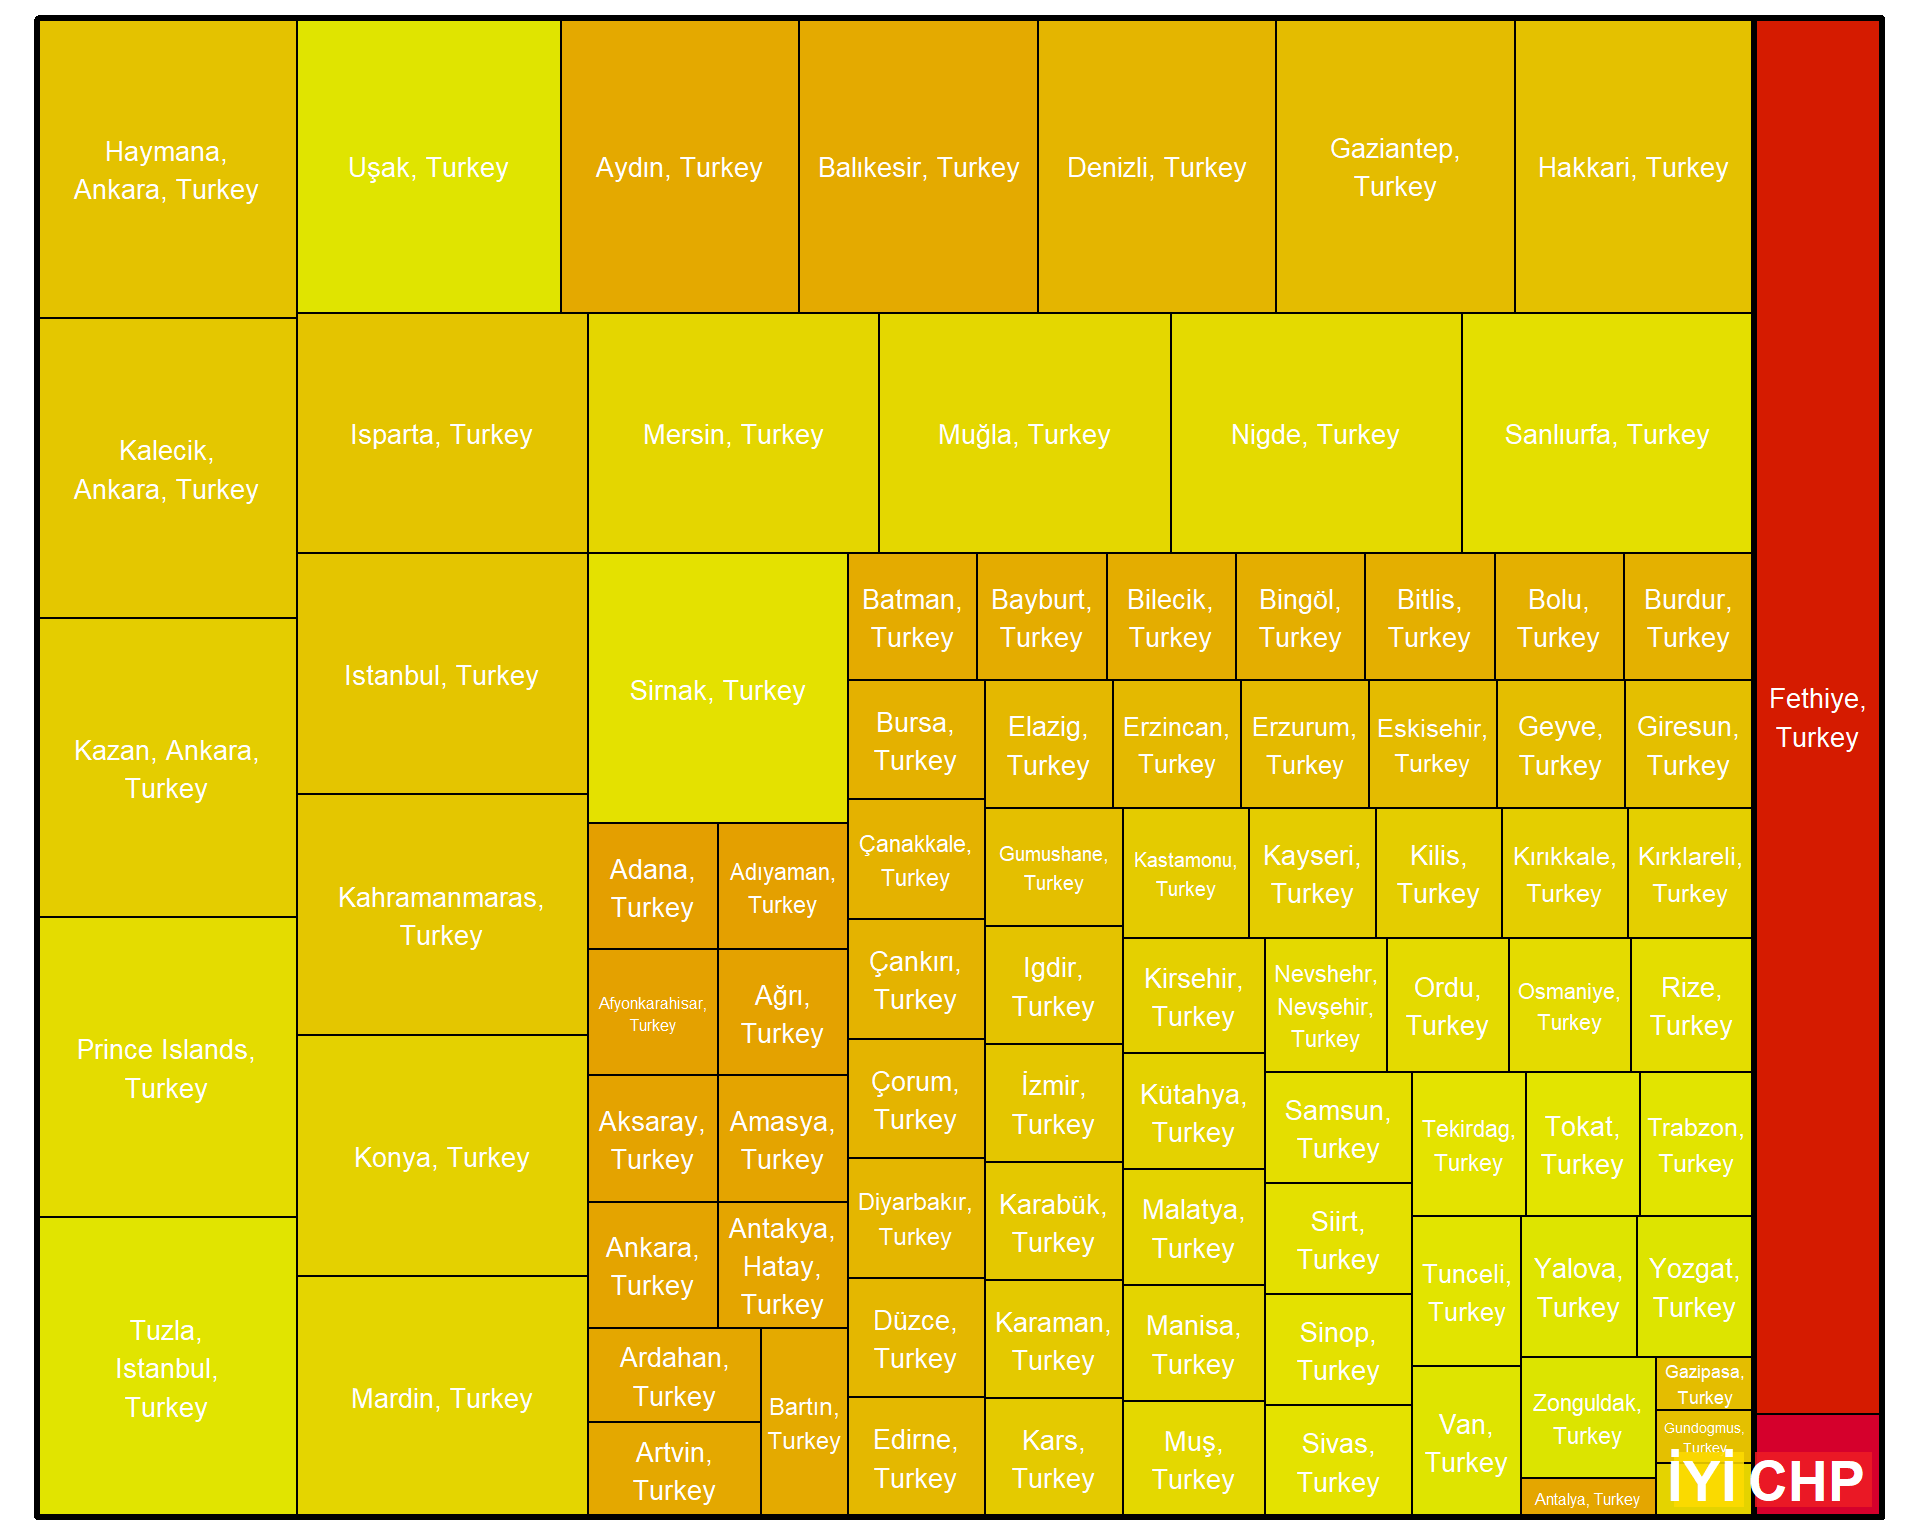 Haymana,
Ankara, Turkey
Uşak, Turkey
Aydın, Turkey
Balıkesir, Turkey
Denizli, Turkey
Gaziantep,
Turkey
Hakkari, Turkey
Kalecik,
Ankara, Turkey
Isparta, Turkey
Mersin, Turkey
Muğla, Turkey
Nigde, Turkey
Sanlıurfa, Turkey
Kazan, Ankara,
Turkey
Istanbul, Turkey
Sirnak, Turkey
Batman,
Turkey
Bayburt,
Turkey
Bilecik,
Turkey
Bingöl,
Turkey
Bitlis,
Turkey
Bolu,
Turkey
Burdur,
Turkey
Bursa,
Turkey
Elazig,
Turkey
Erzincan,
Turkey
Erzurum,
Turkey
Eskisehir,
Turkey
Geyve,
Turkey
Giresun,
Turkey
Fethiye,
Turkey
Kahramanmaras,
Turkey
Adana,
Turkey
Adıyaman,
Turkey
Çanakkale,
Turkey
Gumushane,
Turkey
Kastamonu,
Turkey
Kayseri,
Turkey
Kilis,
Turkey
Kırıkkale,
Turkey
Kırklareli,
Turkey
Prince Islands,
Turkey
Afyonkarahisar,
Turkey
Ağrı,
Turkey
Çankırı,
Turkey
Igdir,
Turkey
Kirsehir,
Turkey
Nevshehr,
Nevşehir,
Turkey
Ordu,
Turkey
Osmaniye,
Turkey
Rize,
Turkey
Konya, Turkey
Aksaray,
Turkey
Amasya,
Turkey
Çorum,
Turkey
İzmir,
Turkey
Kütahya,
Turkey
Samsun,
Turkey
Tekirdag,
Turkey
Tokat,
Turkey
Trabzon,
Turkey
Ankara,
Turkey
Antakya,
Hatay,
Turkey
Diyarbakır,
Turkey
Karabük,
Turkey
Malatya,
Turkey
Siirt,
Turkey
Tunceli,
Turkey
Yalova,
Turkey
Yozgat,
Turkey
Tuzla,
Istanbul,
Turkey
Mardin, Turkey
Ardahan,
Turkey
Bartın,
Turkey
Artvin,
Turkey
Düzce,
Turkey
Karaman,
Turkey
Manisa,
Turkey
Sinop,
Turkey
Van,
Turkey
Zonguldak,
Turkey
Gazipasa,
Turkey
Gundogmus,
Turkey
Edirne,
Turkey
Kars,
Turkey
Muş,
Turkey
Sivas,
Turkey
Antalya, Turkey
İYİ CHP